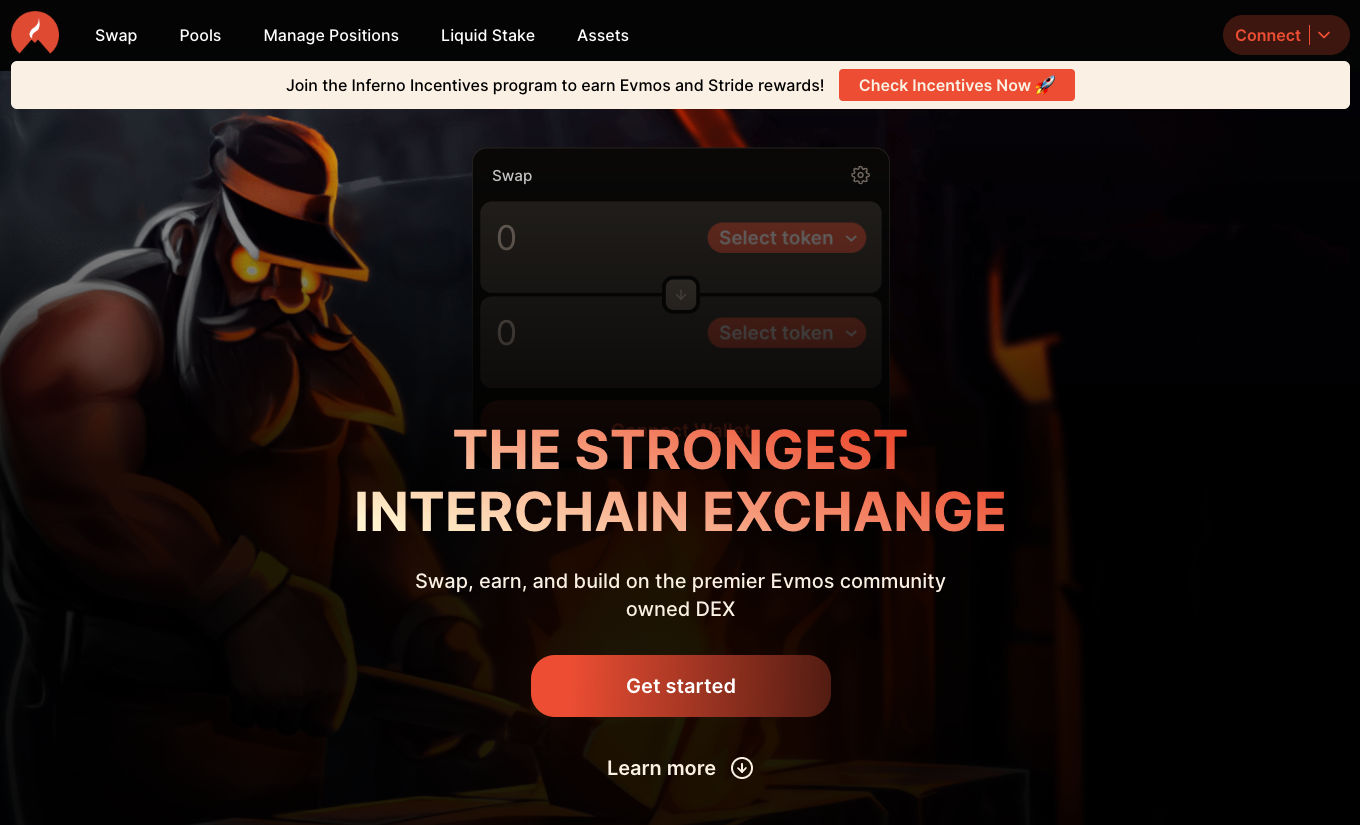 Swap Pools Manage Positions Liquid Stake Assets Connect
Join the Inferno Incentives program to earn Evmos and Stride rewards! Check Incentives Now 🚀
Swap
0 Select token
0 Select token
Connect Wallet
THE STRONGEST
INTERCHAIN EXCHANGE
Swap, earn, and build on the premier Evmos community
owned DEX
Get started
Learn more